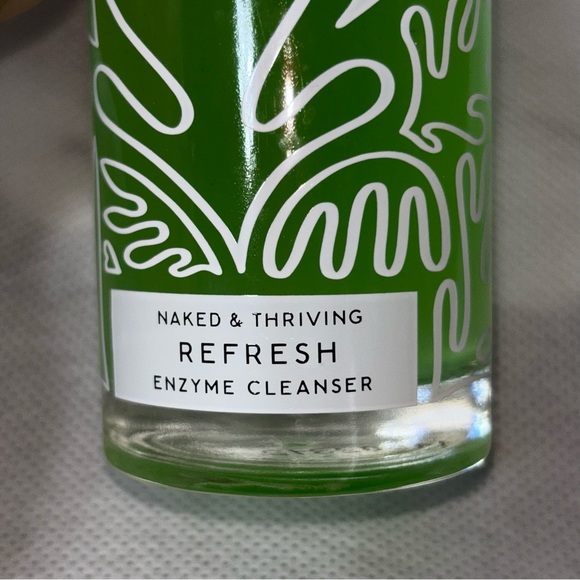 NAKED & THRIVING
REFRESH
ENZYME CLEANSER